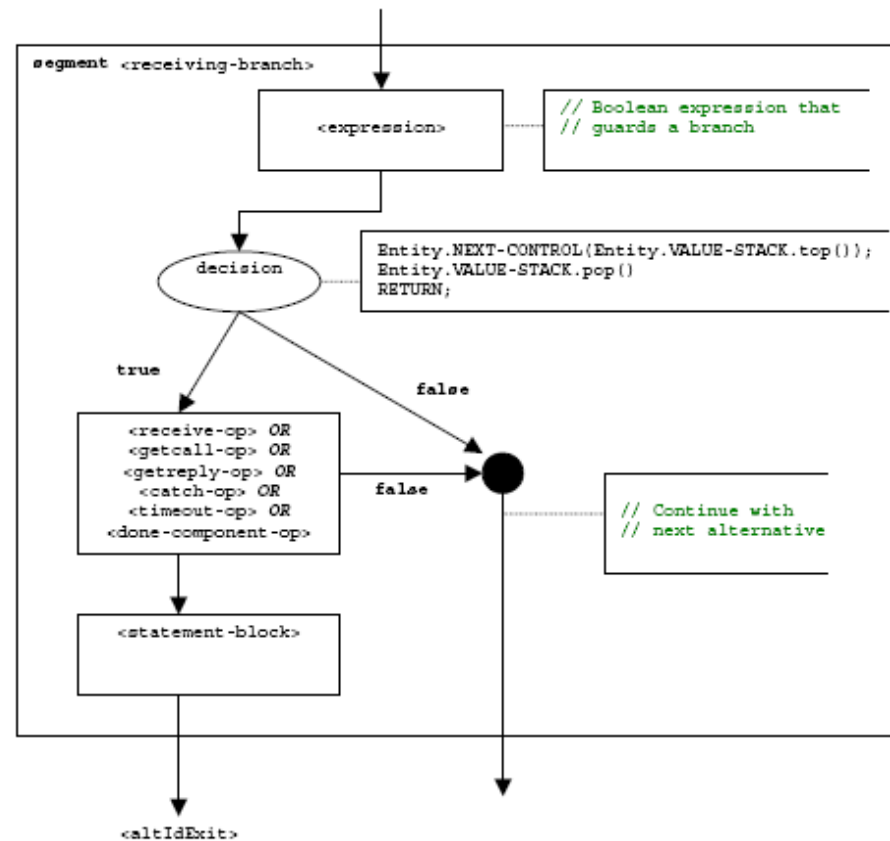 segment <receiving-branch>
<expression>
// Boolean expression that
// guards a branch
decision
Entity.NEXT-CONTROL(Entity.VALUE-STACK.top());
Entity.VALUE-STACK.pop()
RETURN;
true
false
<receive-op> OR
<getcall-op> OR
<getreply-op> OR
<catch-op> OR
<timeout-op> OR
<done-component-op>
false
// Continue with
// next alternative
<statement-block>
<altIdExit>